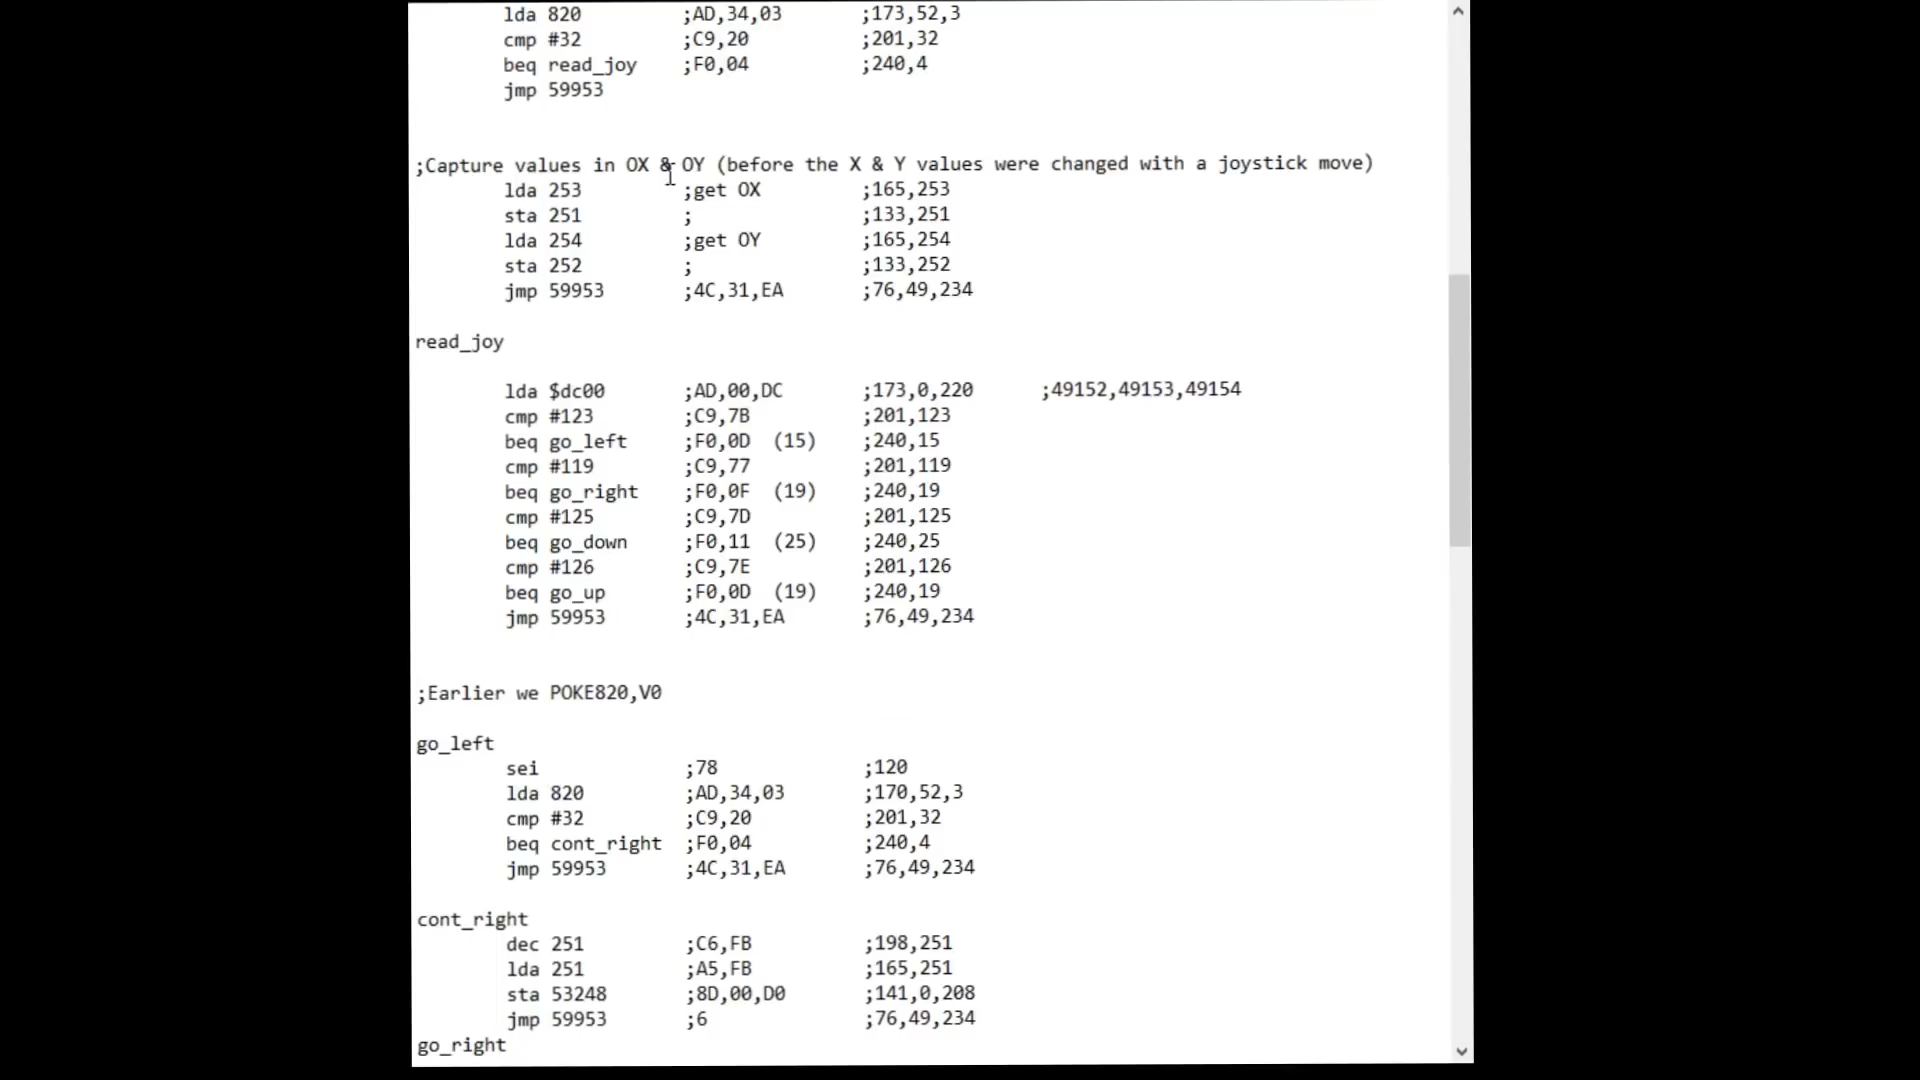 lda 820 ;AD,34,03 ;173,52,3
cmp #32 ;C9,20 ;201,32
beq read_joy ;F0,04 ;240,4
jmp 59953
;Capture values in OX & OY (before the X & Y values were changed with a joystick move)
lda 253 ;get OX ;165,253
sta 251 ; ;133,251
lda 254 ;get OY ;165,254
sta 252 ; ;133,252
jmp 59953 ;4C,31,EA ;76,49,234
read_joy
lda $dc00 ;AD,00,DC ;173,0,220 ;49152,49153,49154
cmp #123 ;C9,7B ;201,123
beq go_left ;F0,0D (15) ;240,15
cmp #119 ;C9,77 ;201,119
beq go_right ;F0,0F (19) ;240,19
cmp #125 ;C9,7D ;201,125
beq go_down ;F0,11 (25) ;240,25
cmp #126 ;C9,7E ;201,126
beq go_up ;F0,0D (19) ;240,19
jmp 59953 ;4C,31,EA ;76,49,234
;Earlier we POKE820,V0
go_left
sei ;78 ;120
lda 820 ;AD,34,03 ;170,52,3
cmp #32 ;C9,20 ;201,32
beq cont_right ;F0,04 ;240,4
jmp 59953 ;4C,31,EA ;76,49,234
cont_right
dec 251 ;C6,FB ;198,251
lda 251 ;A5,FB ;165,251
sta 53248 ;8D,00,D0 ;141,0,208
jmp 59953 ;6 ;76,49,234
go_right